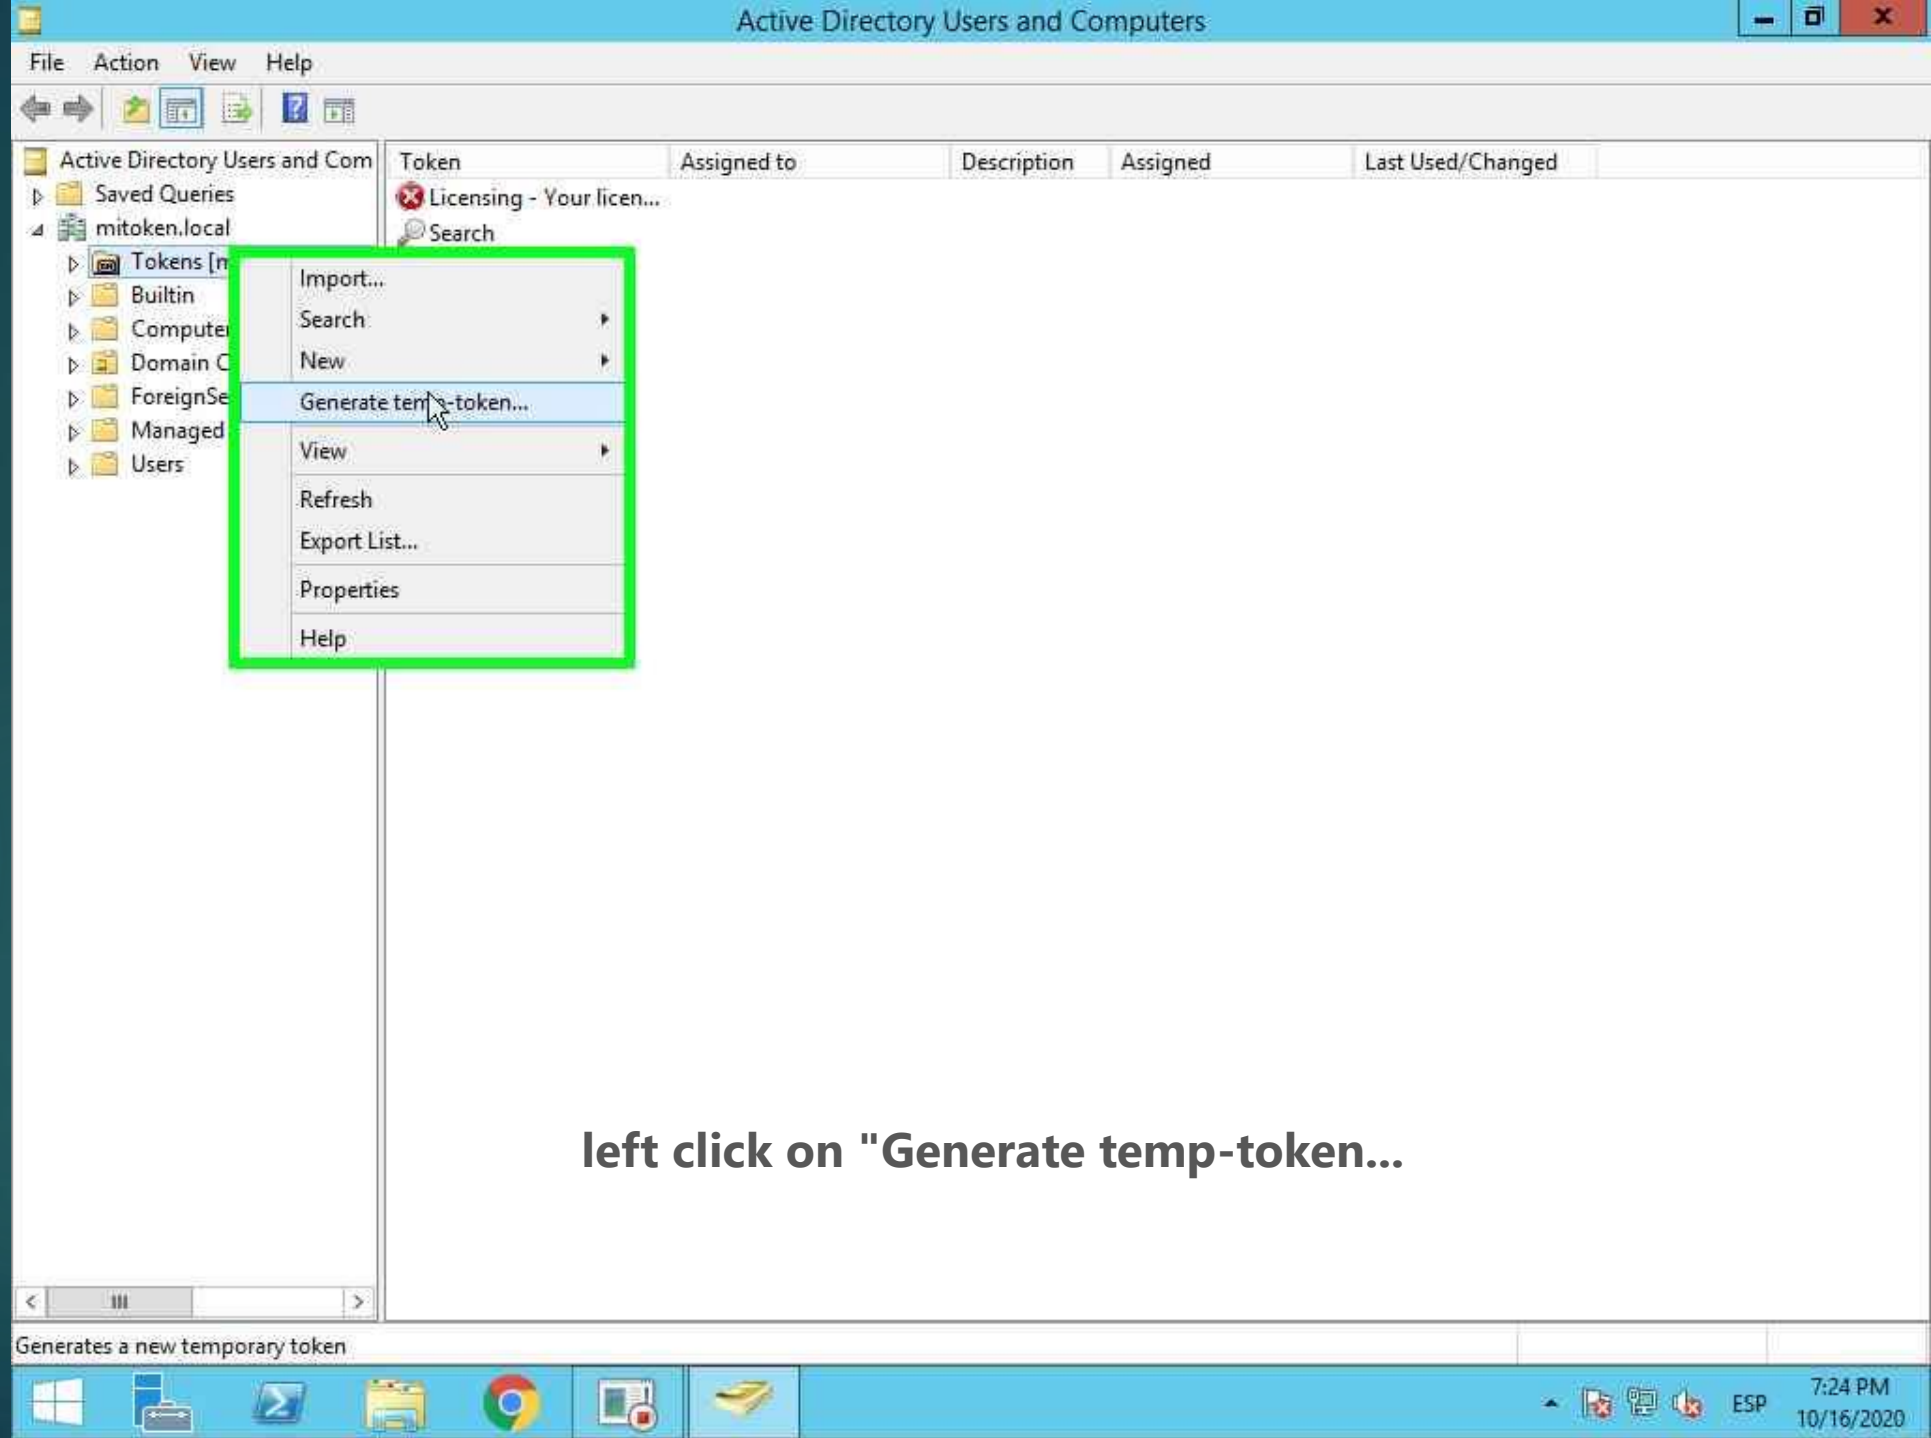 Active Directory Users and Computers
File Action View Help
Active Directory Users and Com
Saved Queries
mitoken.local
Tokens [m
Builtin
Computer
Domain C
ForeignSe
Managed
Users
Token Assigned to Description Assigned Last Used/Changed
Licensing - Your licen...
Search
Import...
Search
New
Generate temp-token...
View
Refresh
Export List...
Properties
Help
left click on "Generate temp-token...
Generates a new temporary token
ESP
7:24 PM
10/16/2020